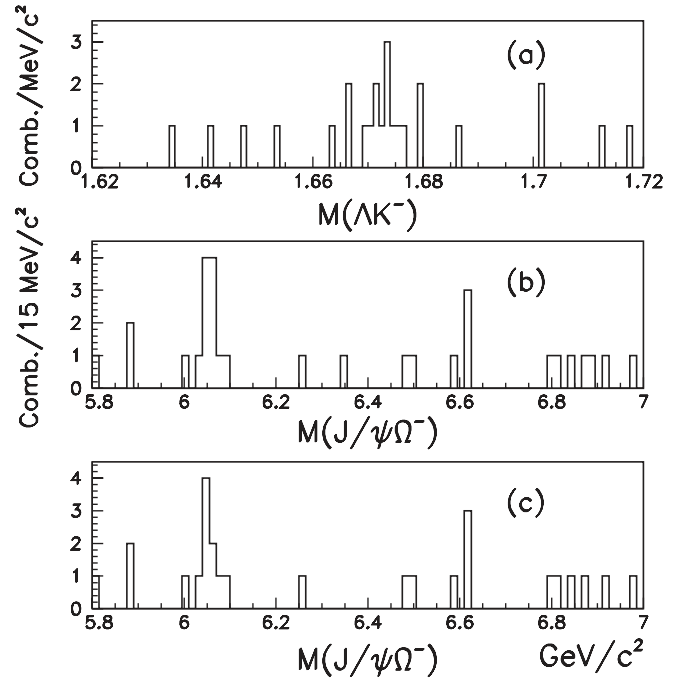 Comb./MeV/c²
3
2
1
0
(a)
1.62 1.64 1.66 1.68 1.7 1.72
M(ΛK⁻)
Comb./15 MeV/c²
4
3
2
1
0
(b)
5.8 6 6.2 6.4 6.6 6.8 7
M(J/ψΩ⁻)
4
3
2
1
0
(c)
5.8 6 6.2 6.4 6.6 6.8 7
M(J/ψΩ⁻) GeV/c²